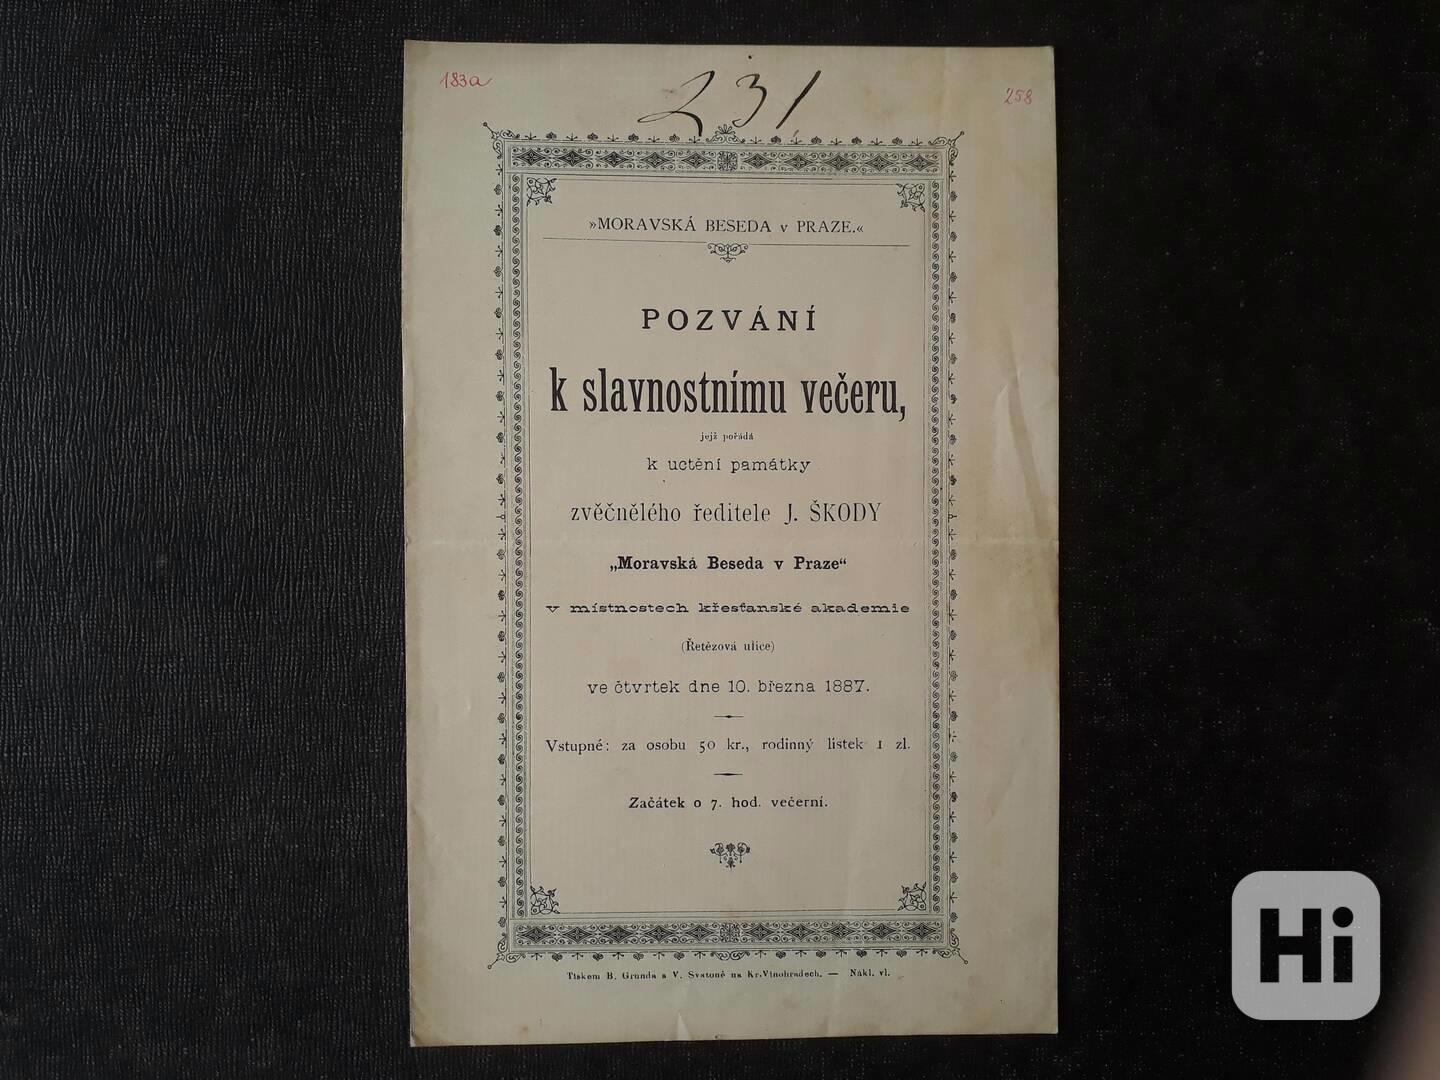 183a
231
258
»MORAVSKÁ BESEDA v PRAZE.«
POZVÁNÍ
k slavnostnímu večeru,
jejž pořádá
k uctění památky
zvěčnělého ředitele J. ŠKODY
„Moravská Beseda v Praze“
v místnostech křesťanské akademie
(Řetězová ulice)
ve čtvrtek dne 10. března 1887.
Vstupné: za osobu 50 kr., rodinný lístek 1 zl.
Začátek o 7. hod. večerní.
Tiskem B. Grunda a V. Svatoně na Kr. Vinohradech. — Nákl. vl.
Hi